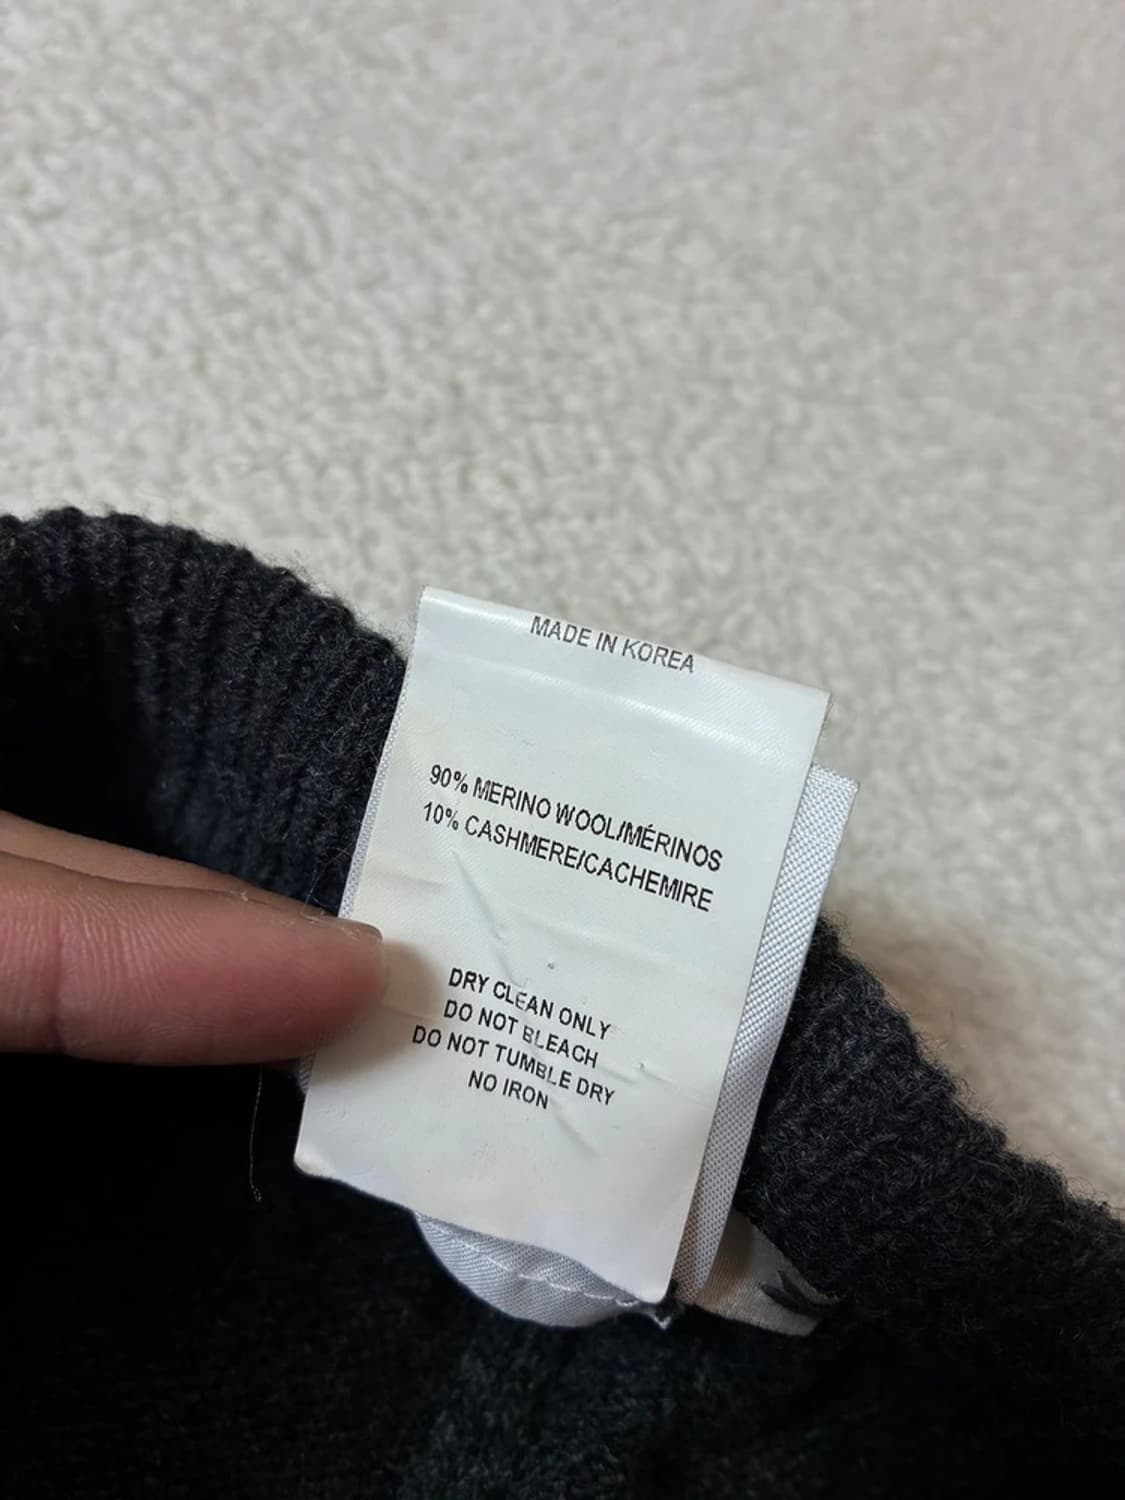 MADE IN KOREA
90% MERINO WOOL/MÉRINOS
10% CASHMERE/CACHEMIRE
DRY CLEAN ONLY
DO NOT BLEACH
DO NOT TUMBLE DRY
NO IRON